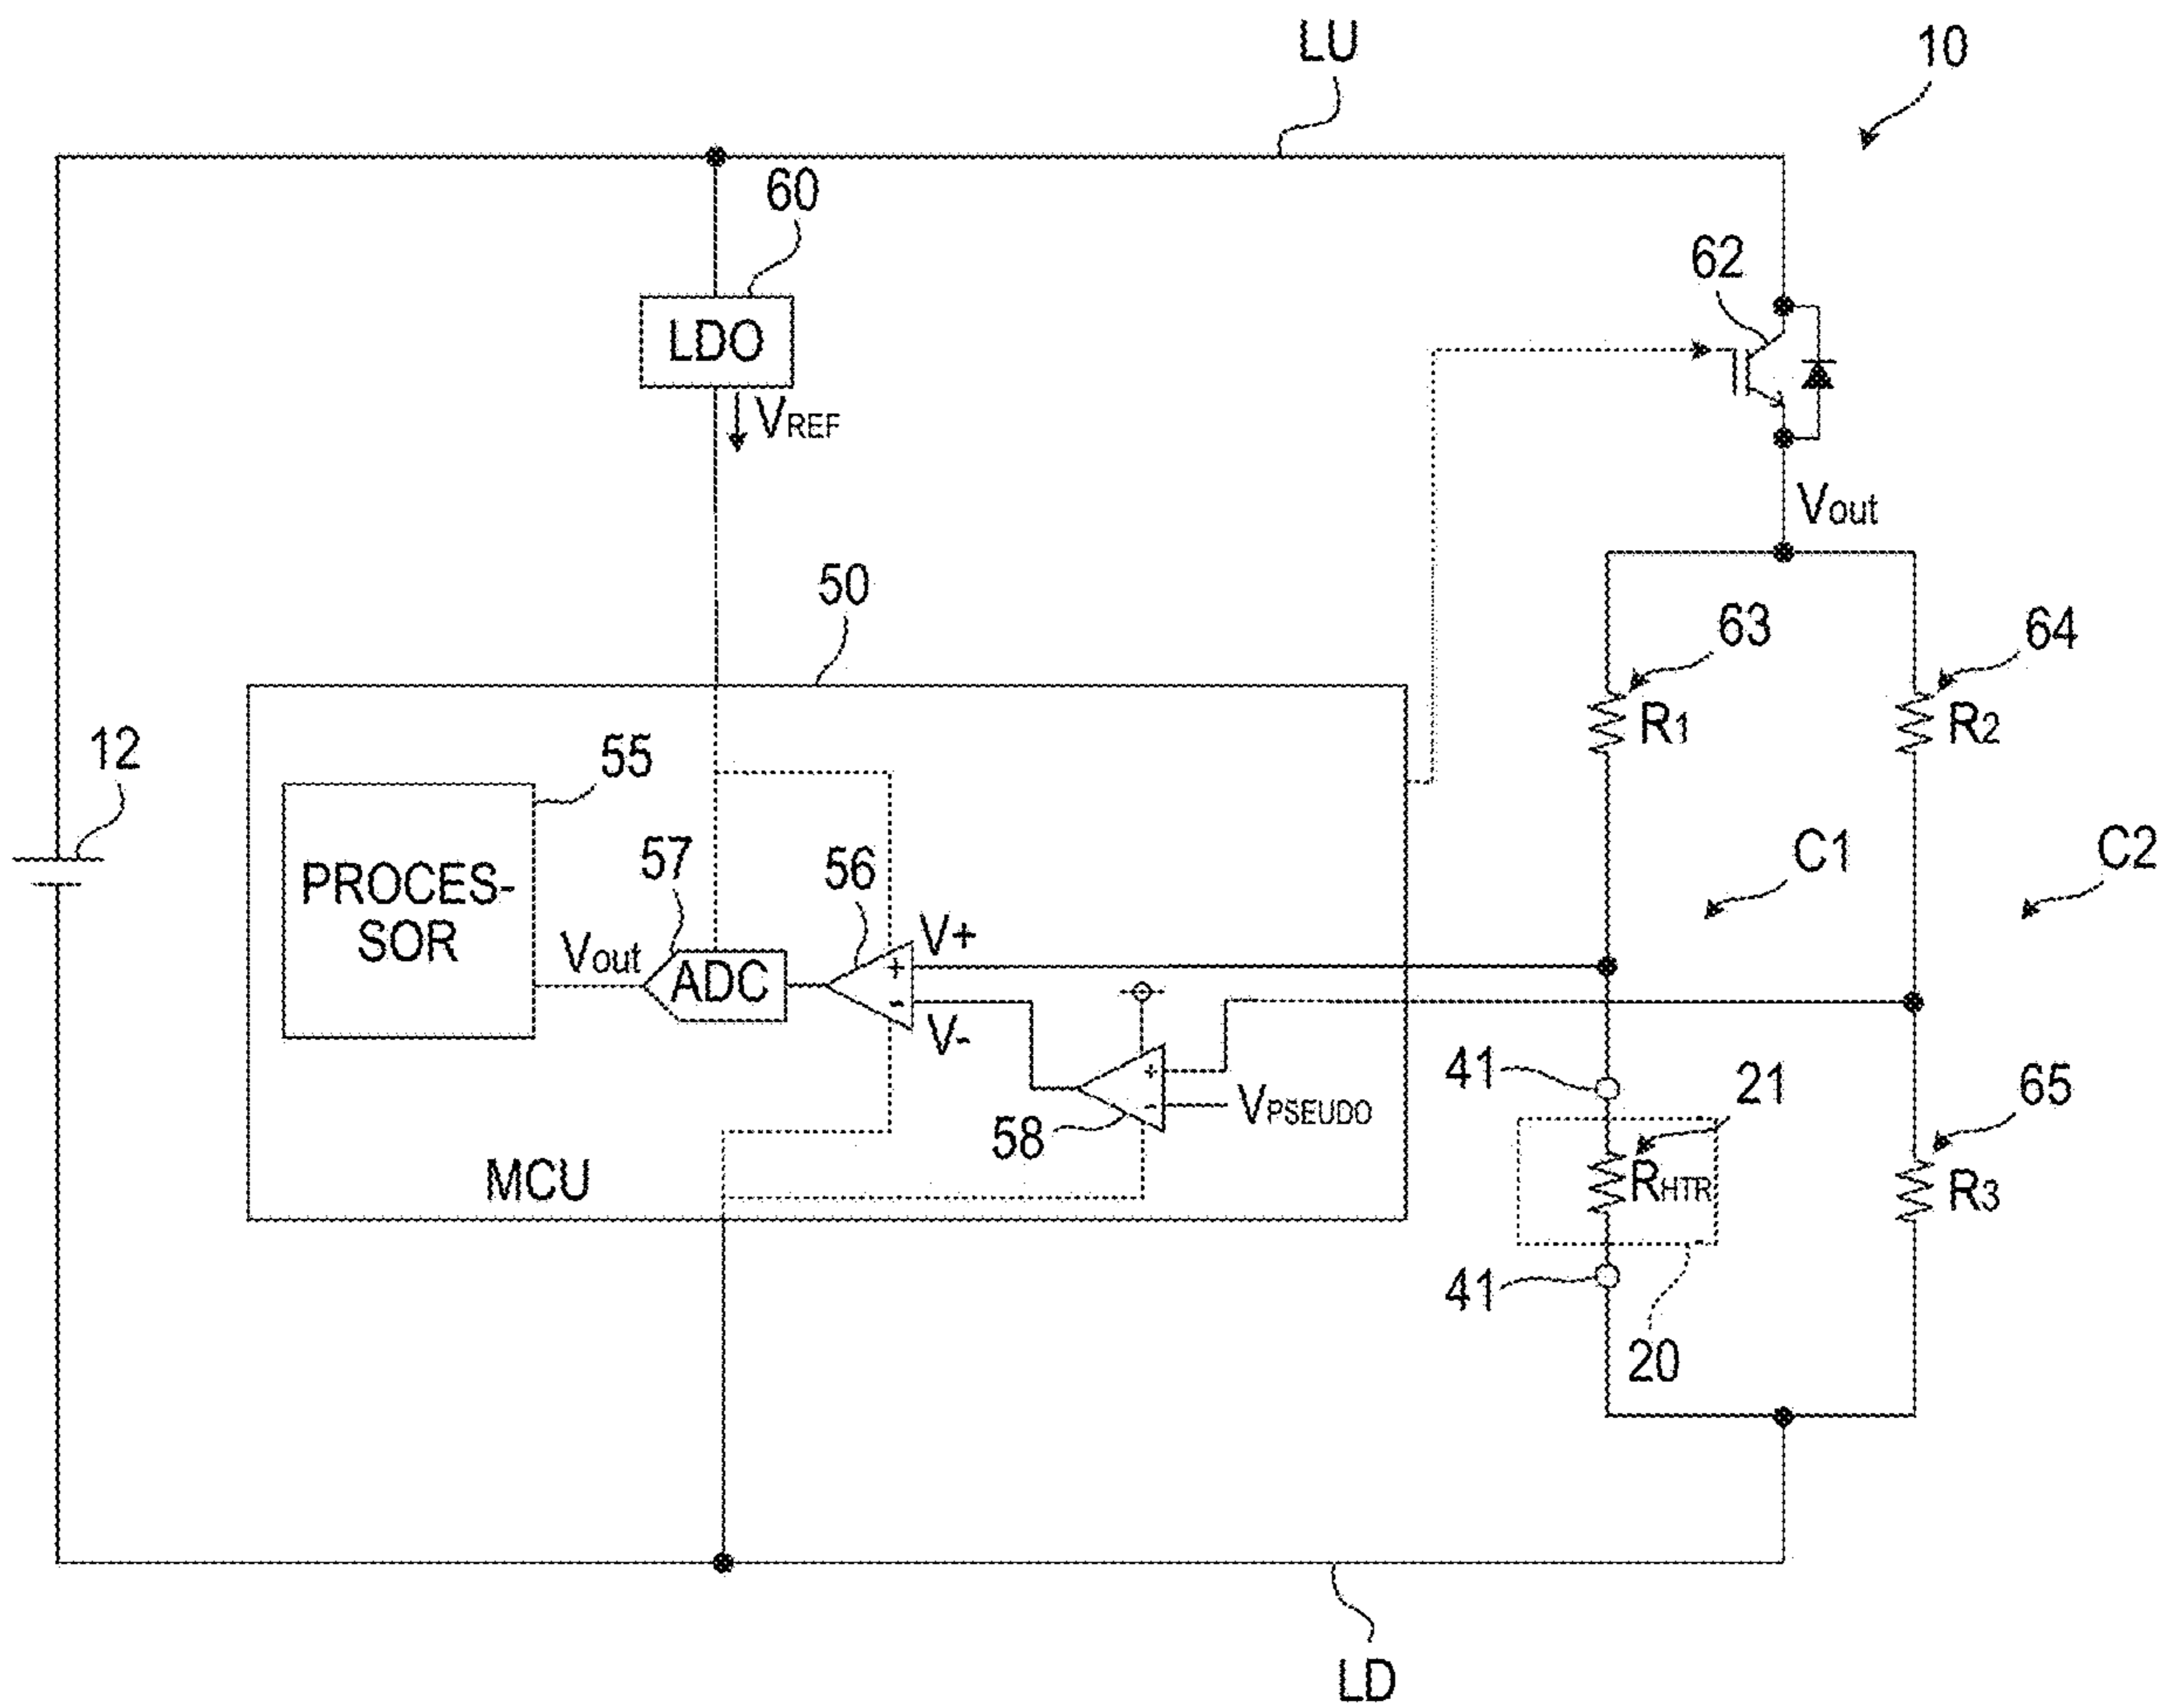 LU
10
60
62
LDO
VREF
Vout
50
63
64
R1
R2
12
55
57
56
C1
C2
PROCES-
SOR
Vout
ADC
V+
+
-
V-
41
21
65
+
-
VPSEUDO
58
MCU
RHTR
R3
41
20
LD